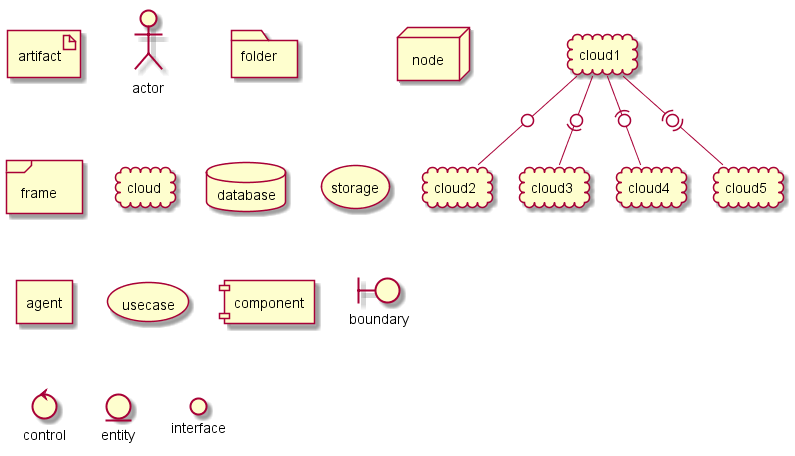 artifact
actor
folder
node
cloud1
frame
cloud
database
storage
cloud2
cloud3
cloud4
cloud5
agent
usecase
component
boundary
control
entity
interface